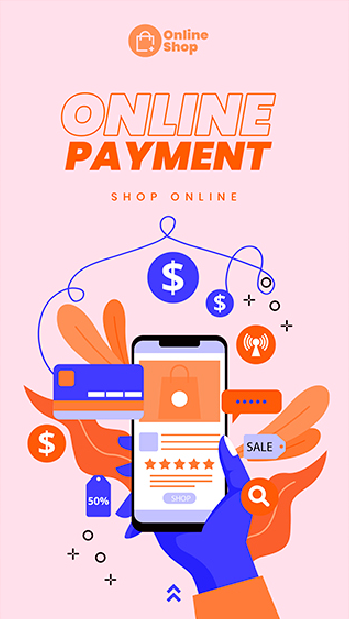 Online
Shop
ONLINE
PAYMENT
SHOP ONLINE
$
$
$
SALE
50%
SHOP